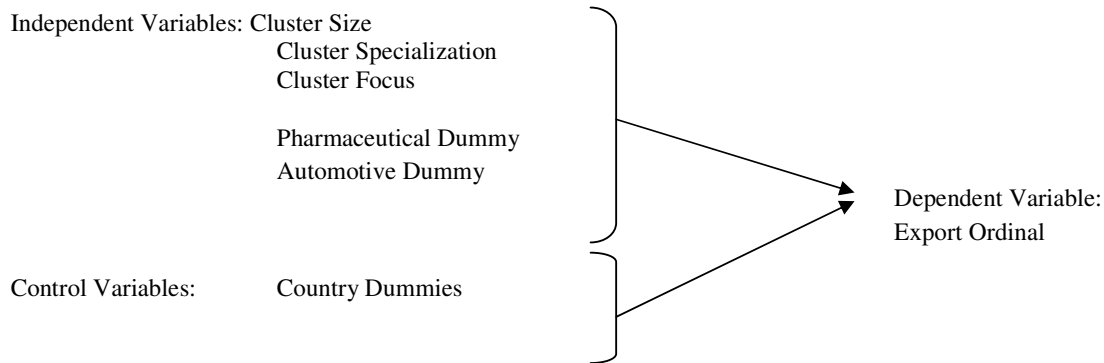 Independent Variables: Cluster Size
Cluster Specialization
Cluster Focus
Pharmaceutical Dummy
Automotive Dummy
Dependent Variable:
Export Ordinal
Control Variables: Country Dummies